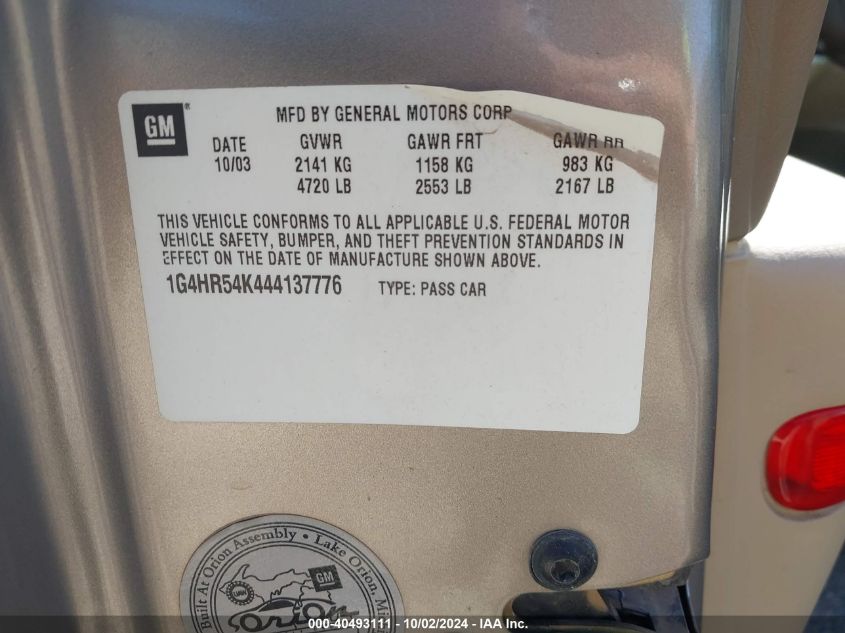 GM
MFD BY GENERAL MOTORS CORP
DATE GVWR GAWR FRT GAWR RR
10/03 2141 KG 1158 KG 983 KG
4720 LB 2553 LB 2167 LB
THIS VEHICLE CONFORMS TO ALL APPLICABLE U.S. FEDERAL MOTOR
VEHICLE SAFETY, BUMPER, AND THEFT PREVENTION STANDARDS IN
EFFECT ON THE DATE OF MANUFACTURE SHOWN ABOVE.
1G4HR54K444137776 TYPE: PASS CAR
Built At Orion Assembly • Lake Orion,
GM
Orion
000-40493111 - 10/02/2024 - IAA Inc.